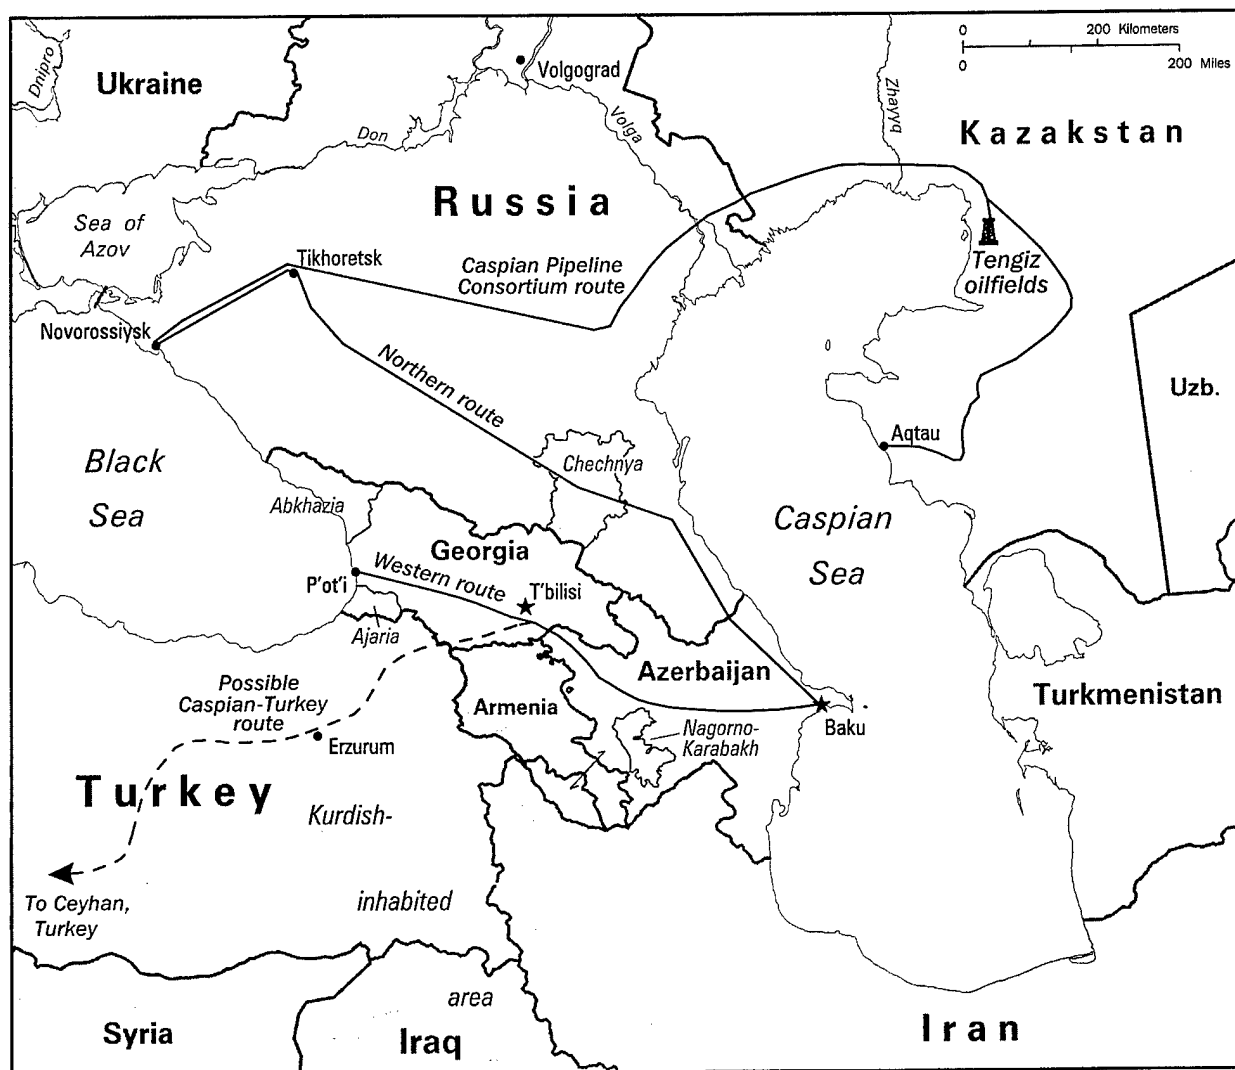 0 200 Kilometers
0 200 Miles
Dnipro
Ukraine
Volgograd
Don
Volga
Zhayyq
Kazakstan
Russia
Sea of
Azov
Tikhoretsk
Caspian Pipeline
Consortium route
Tengiz
oilfields
Novorossiysk
Northern route
Uzb.
Aqtau
Black
Sea
Chechnya
Abkhazia
Caspian
Sea
Georgia
Western route
P'ot'i
T'bilisi
Ajaria
Azerbaijan
Possible
Caspian-Turkey
route
Armenia
Turkmenistan
Nagorno-
Karabakh
Baku
Erzurum
Turkey
Kurdish-
inhabited
area
To Ceyhan,
Turkey
Syria
Iraq
Iran